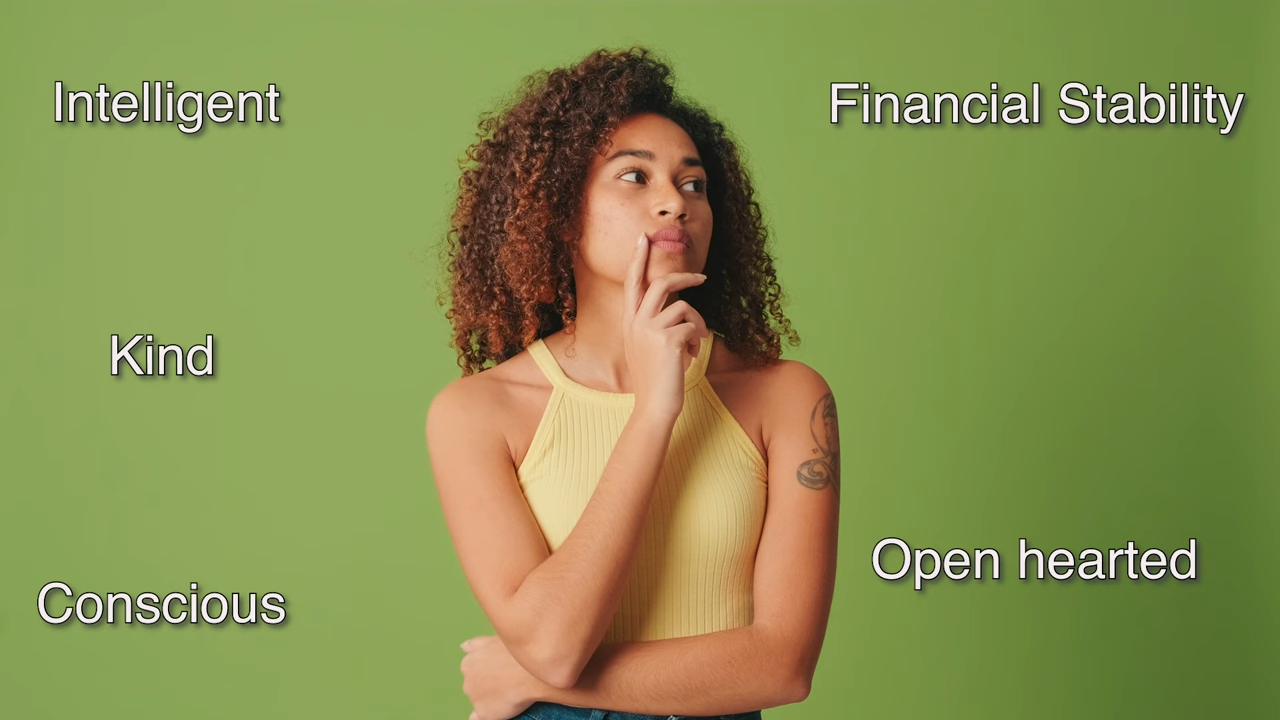 Intelligent
Financial Stability
Kind
Open hearted
Conscious